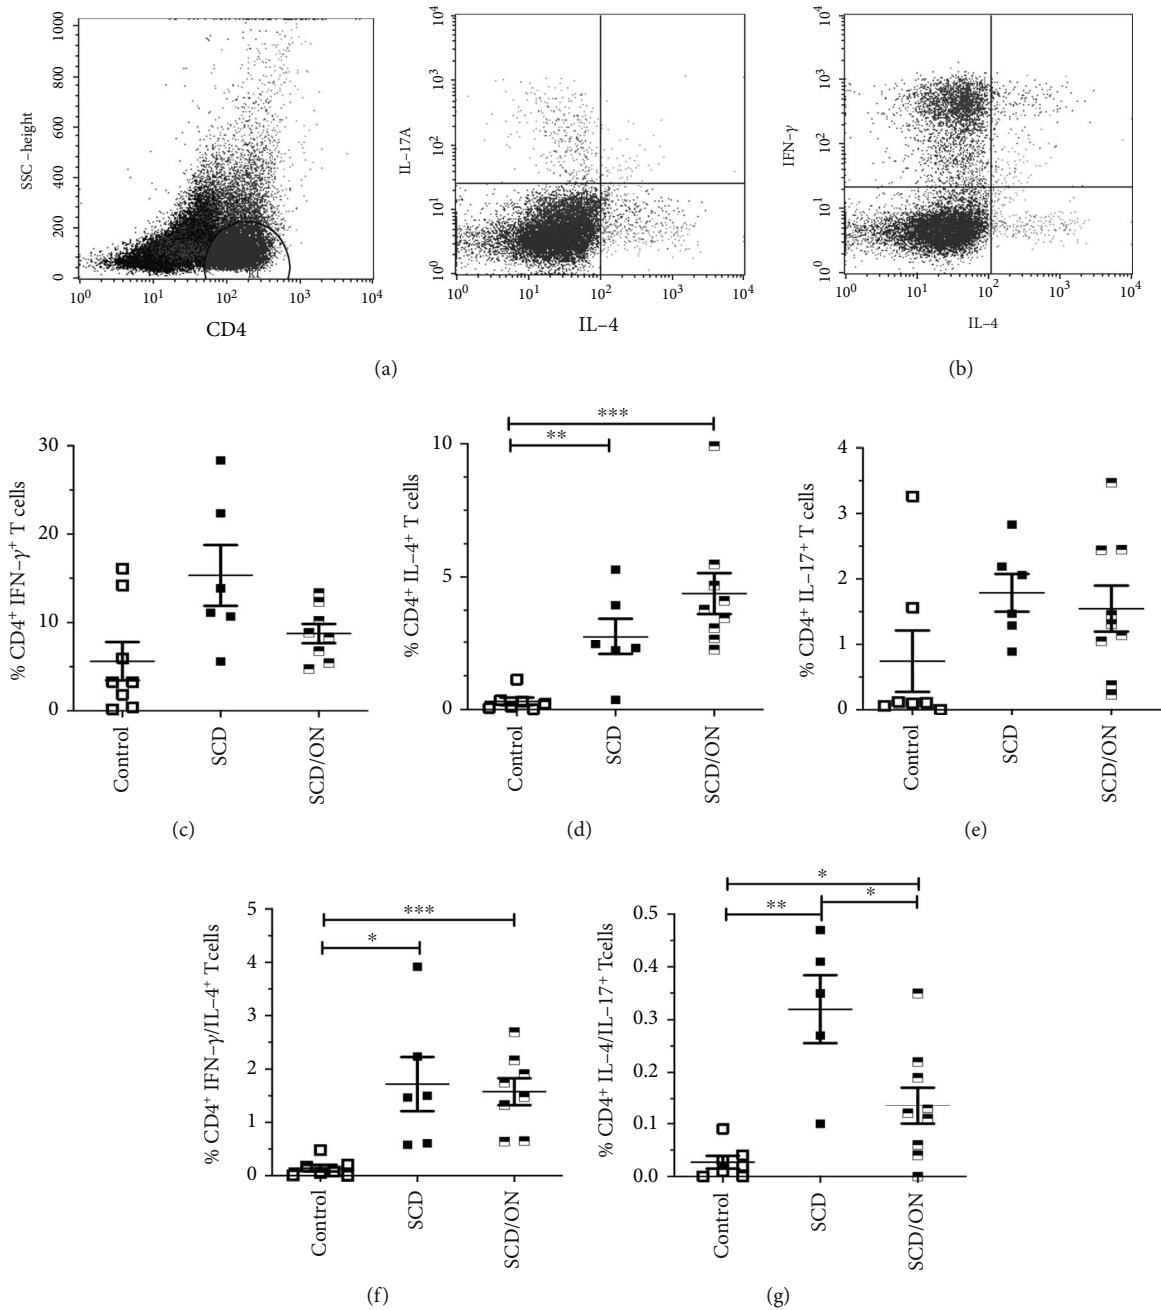 1000
800
600
400
200
0
SSC –height
10⁰ 10¹ 10² 10³ 10⁴
CD4
10⁴
10³
10²
10¹
10⁰
IL–17A
10⁰ 10¹ 10² 10³ 10⁴
IL–4
(a)
10⁴
10³
10²
10¹
10⁰
IFN–γ
10⁰ 10¹ 10² 10³ 10⁴
IL–4
(b)
% CD4⁺ IFN–γ⁺ T cells
30
20
10
0
Control
SCD
SCD/ON
(c)
% CD4⁺ IL–4⁺ T cells
***
**
10
5
0
Control
SCD
SCD/ON
(d)
% CD4⁺ IL–17⁺ T cells
4
3
2
1
0
Control
SCD
SCD/ON
(e)
% CD4⁺ IFN–γ/IL–4⁺ Tcells
***
*
5
4
3
2
1
0
Control
SCD
SCD/ON
(f)
% CD4⁺ IL–4/IL–17⁺ Tcells
*
** *
0.5
0.4
0.3
0.2
0.1
0.0
Control
SCD
SCD/ON
(g)